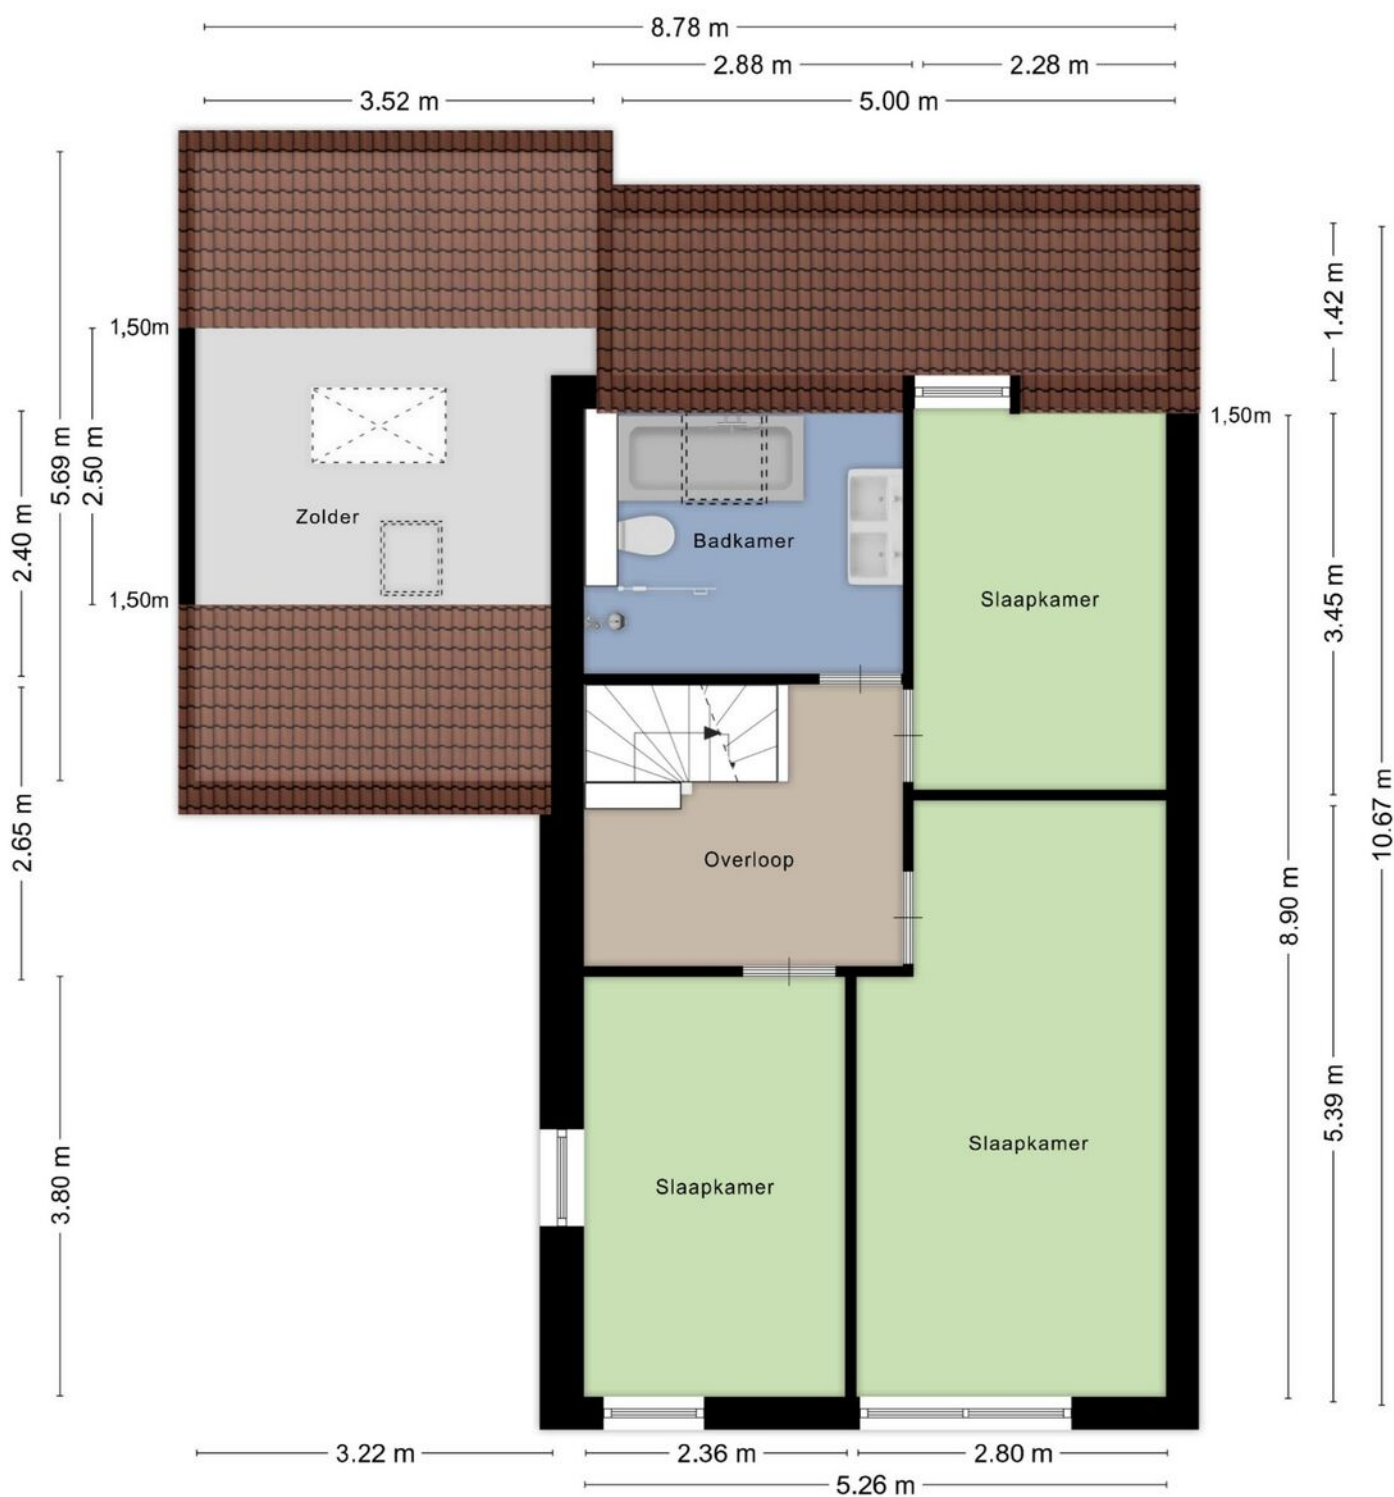 8.78 m
2.88 m
2.28 m
3.52 m
5.00 m
1,50m
1,50m
1,50m
5.69 m
2.50 m
2.40 m
2.65 m
3.80 m
1.42 m
3.45 m
10.67 m
8.90 m
5.39 m
Zolder
Badkamer
Slaapkamer
Overloop
Slaapkamer
Slaapkamer
3.22 m
2.36 m
2.80 m
5.26 m